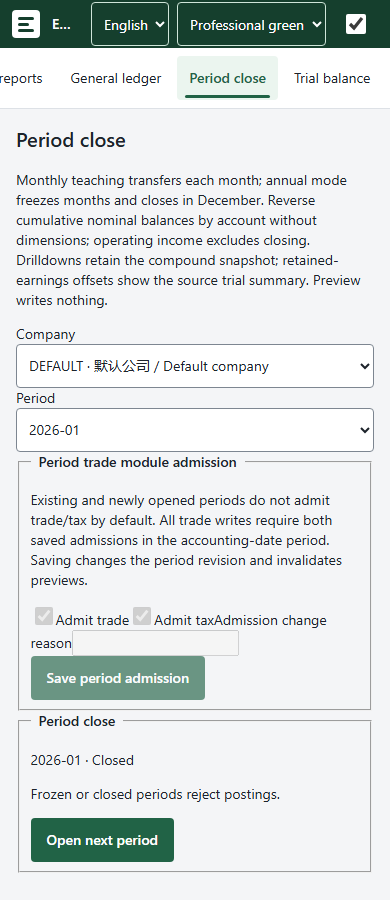 E...
English
Professional green
reports
General ledger
Period close
Trial balance
Period close
Monthly teaching transfers each month; annual mode
freezes months and closes in December. Reverse
cumulative nominal balances by account without
dimensions; operating income excludes closing.
Drilldowns retain the compound snapshot; retained-
earnings offsets show the source trial summary. Preview
writes nothing.
Company
DEFAULT · 默认公司 / Default company
Period
2026-01
Period trade module admission
Existing and newly opened periods do not admit
trade/tax by default. All trade writes require both
saved admissions in the accounting-date period.
Saving changes the period revision and invalidates
previews.
Admit trade Admit taxAdmission change
reason
Save period admission
Period close
2026-01 · Closed
Frozen or closed periods reject postings.
Open next period